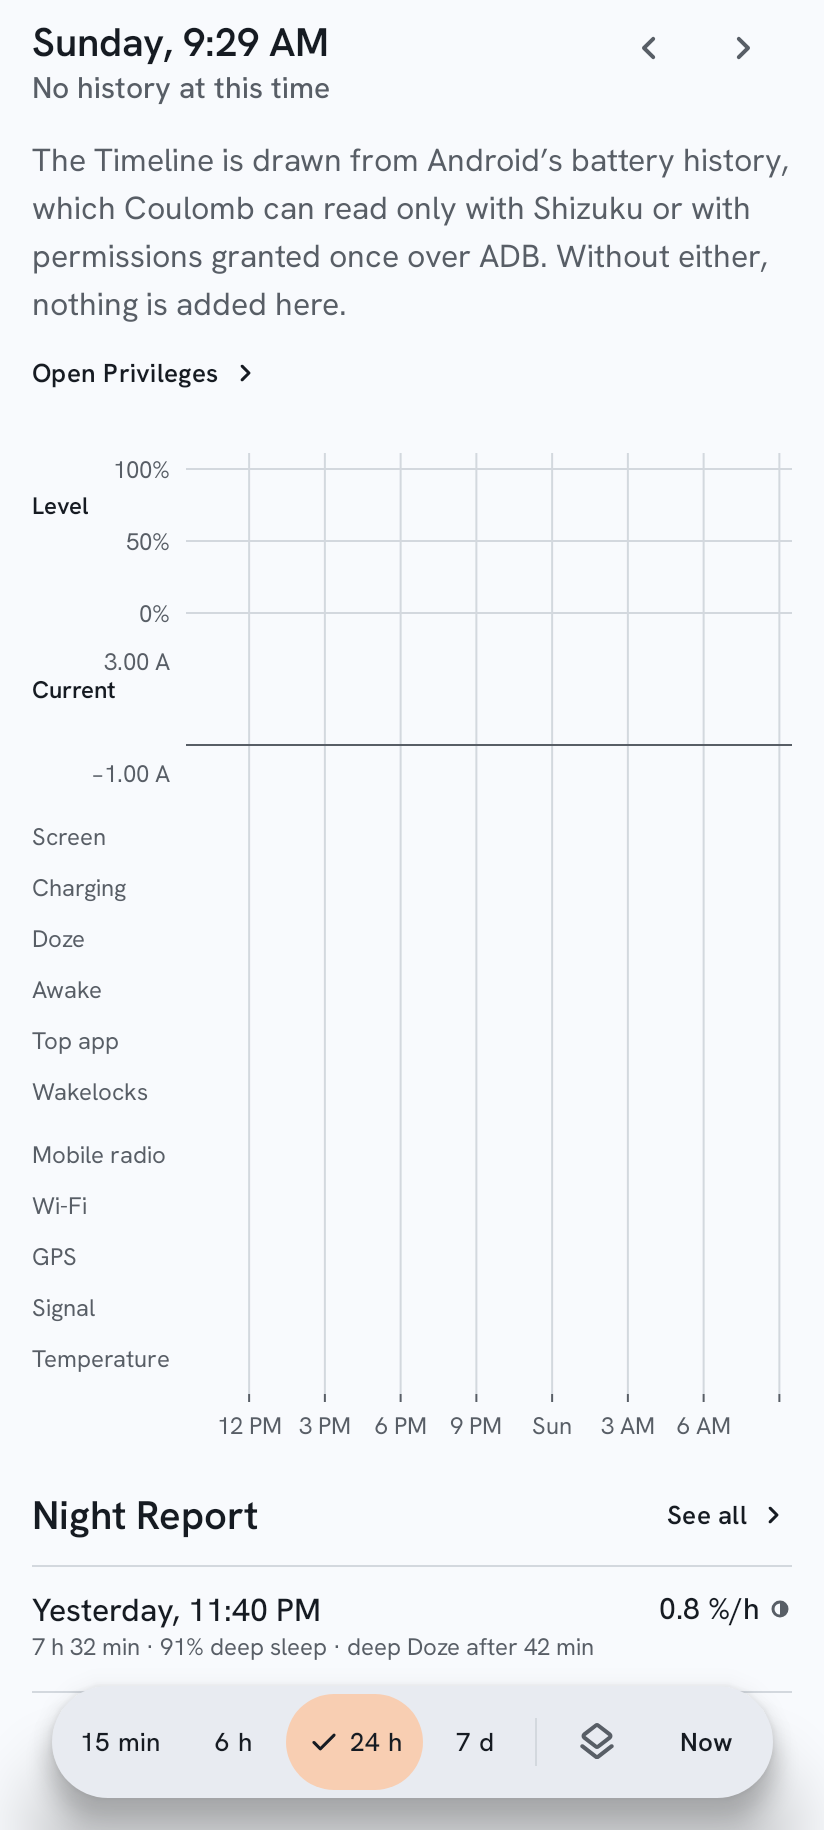 Sunday, 9:29 AM
No history at this time
The Timeline is drawn from Android’s battery history,
which Coulomb can read only with Shizuku or with
permissions granted once over ADB. Without either,
nothing is added here.
Open Privileges
100%
Level
50%
0%
3.00 A
Current
−1.00 A
Screen
Charging
Doze
Awake
Top app
Wakelocks
Mobile radio
Wi-Fi
GPS
Signal
Temperature
12 PM 3 PM 6 PM 9 PM Sun 3 AM 6 AM
Night Report See all
Yesterday, 11:40 PM 0.8 %/h
7 h 32 min · 91% deep sleep · deep Doze after 42 min
15 min 6 h 24 h 7 d Now